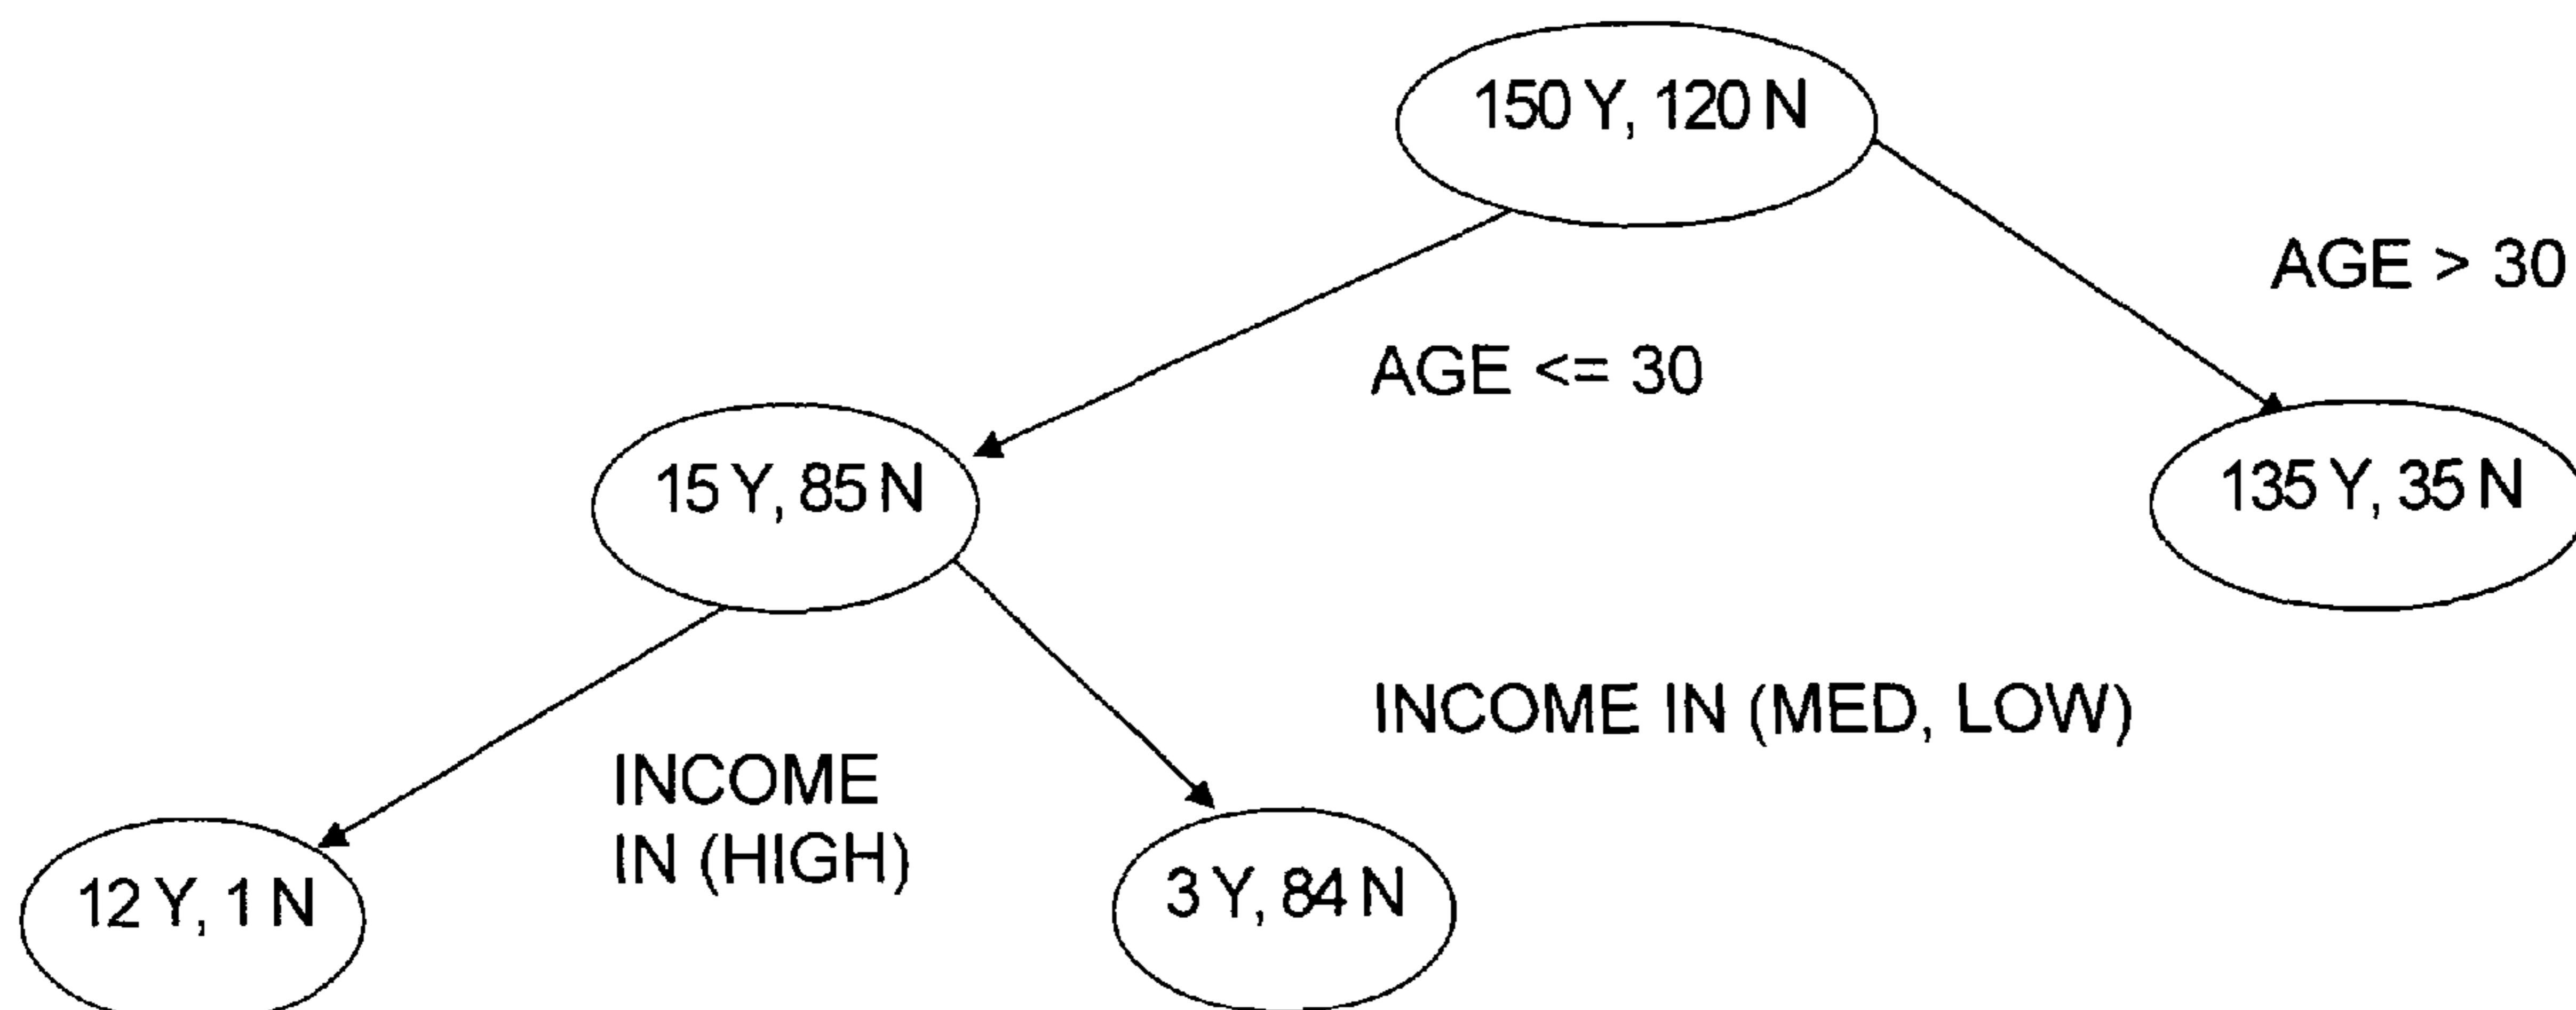 150 Y, 120 N
AGE > 30
AGE <= 30
15 Y, 85 N
135 Y, 35 N
INCOME IN (MED, LOW)
INCOME
IN (HIGH)
12 Y, 1 N
3 Y, 84 N